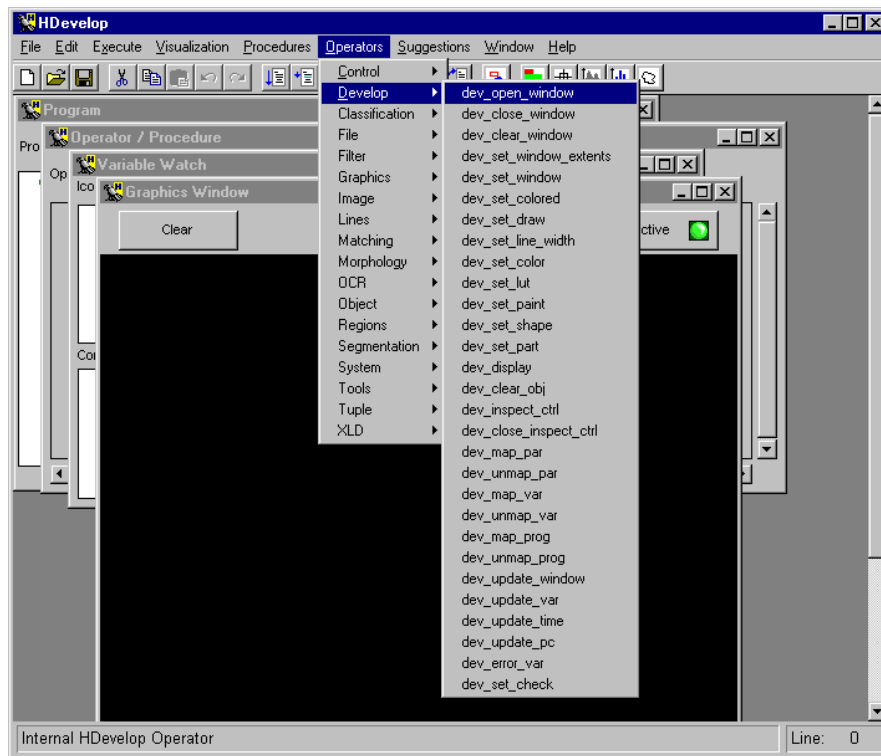 HDevelop
File Edit Execute Visualization Procedures Operators Suggestions Window Help
Program
Operator / Procedure
Variable Watch
Graphics Window
Clear
Control
Develop
Classification
File
Filter
Graphics
Image
Lines
Matching
Morphology
OCR
Object
Regions
Segmentation
System
Tools
Tuple
XLD
dev_open_window
dev_close_window
dev_clear_window
dev_set_window_extents
dev_set_window
dev_set_colored
dev_set_draw
dev_set_line_width
dev_set_color
dev_set_lut
dev_set_paint
dev_set_shape
dev_set_part
dev_display
dev_clear_obj
dev_inspect_ctrl
dev_close_inspect_ctrl
dev_map_par
dev_unmap_par
dev_map_var
dev_unmap_var
dev_map_prog
dev_unmap_prog
dev_update_window
dev_update_var
dev_update_time
dev_update_pc
dev_error_var
dev_set_check
Internal HDevelop Operator
Line: 0